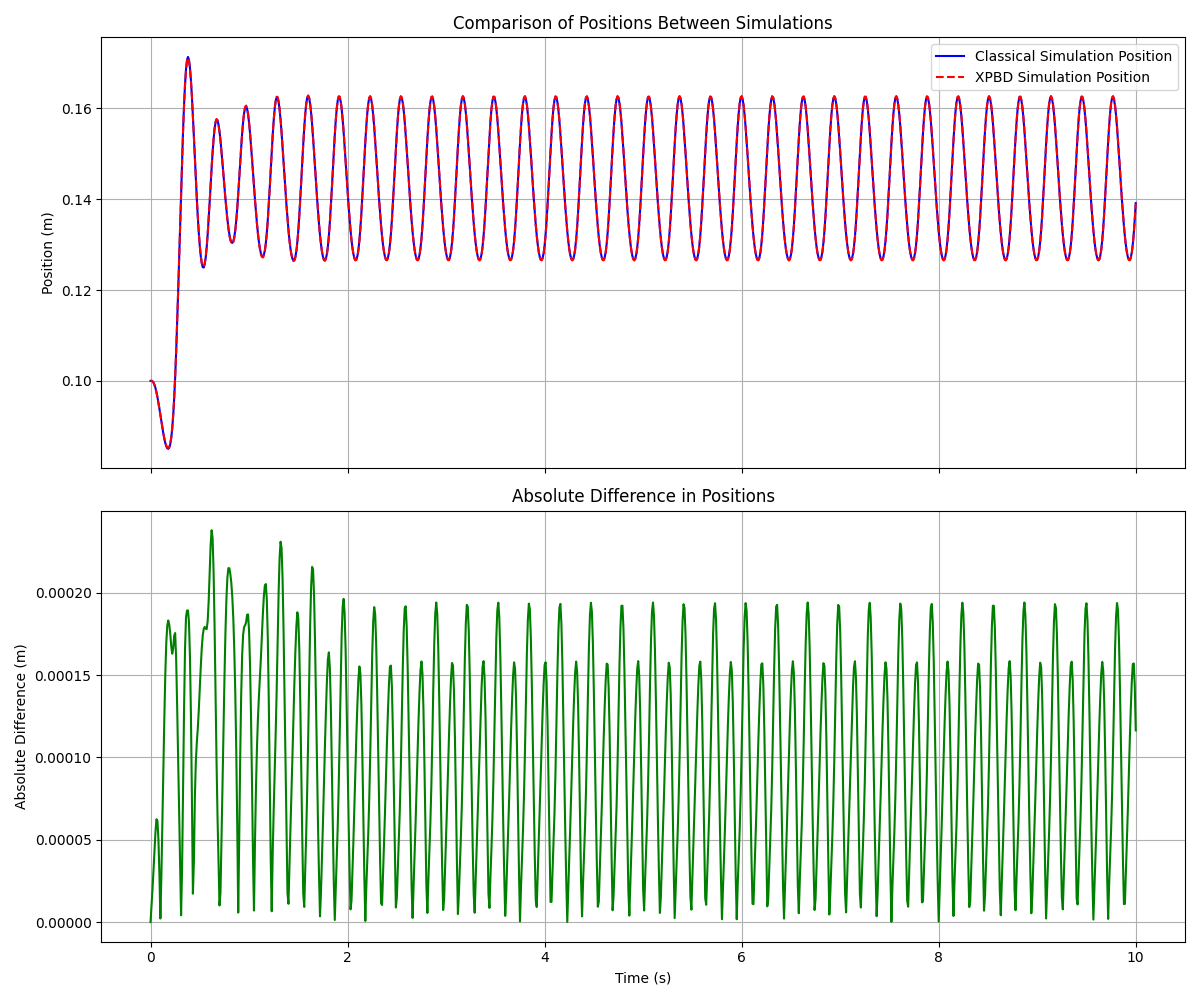 Comparison of Positions Between Simulations
Classical Simulation Position
XPBD Simulation Position
0.16
0.14
0.12
0.10
Position (m)
Absolute Difference in Positions
0.00020
0.00015
0.00010
0.00005
0.00000
Absolute Difference (m)
0 2 4 6 8 10
Time (s)